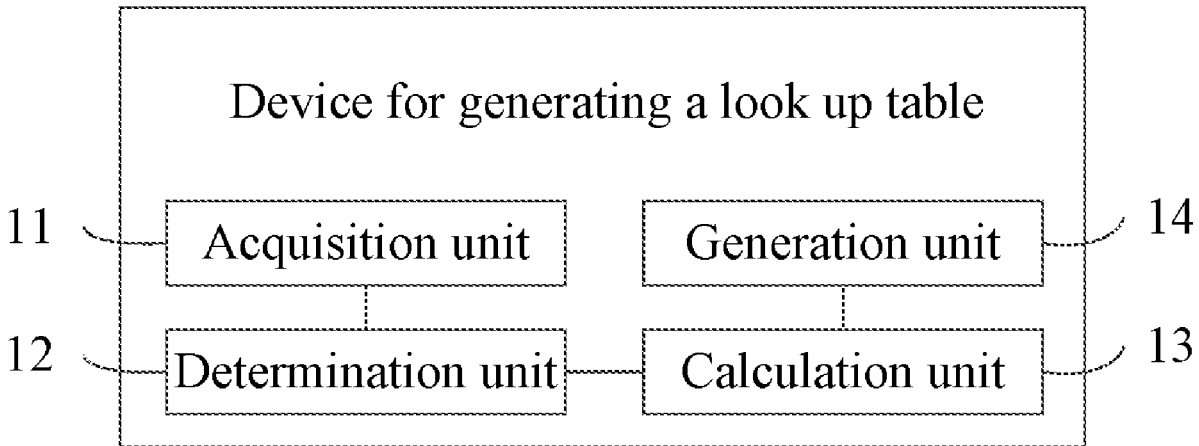 Device for generating a look up table
11 Acquisition unit Generation unit 14
12 Determination unit Calculation unit 13